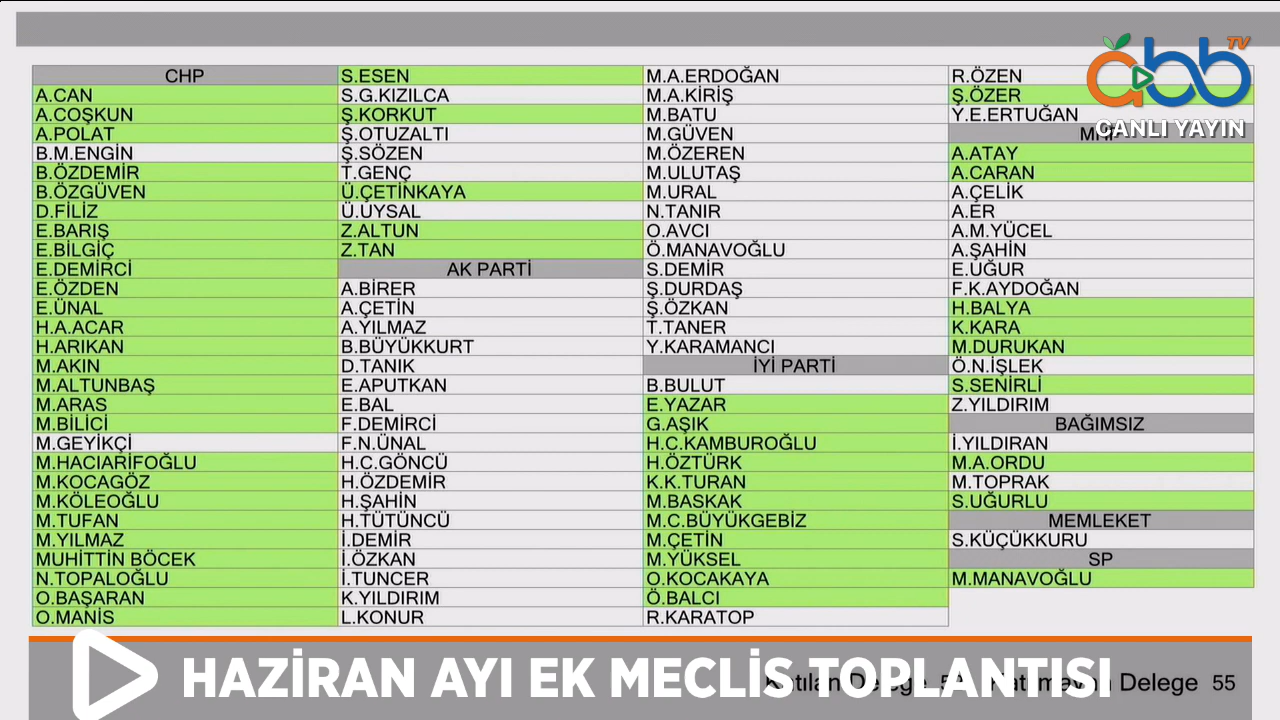 CHP
A.CAN
A.COŞKUN
A.POLAT
B.M.ENGİN
B.ÖZDEMİR
B.ÖZGÜVEN
D.FİLİZ
E.BARIŞ
E.BİLGİÇ
E.DEMİRCİ
E.ÖZDEN
E.ÜNAL
H.A.ACAR
H.ARIKAN
M.AKIN
M.ALTUNBAŞ
M.ARAS
M.BİLİCİ
M.GEYİKÇİ
M.HACIARİFOĞLU
M.KOCAGÖZ
M.KÖLEOĞLU
M.TUFAN
M.YILMAZ
MUHİTTİN BÖCEK
N.TOPALOĞLU
O.BAŞARAN
O.MANİS
S.ESEN
S.G.KIZILCA
Ş.KORKUT
Ş.OTUZALTI
Ş.SÖZEN
T.GENÇ
Ü.ÇETİNKAYA
Ü.UYSAL
Z.ALTUN
Z.TAN
AK PARTİ
A.BİRER
A.ÇETİN
A.YILMAZ
B.BÜYÜKKURT
D.TANIK
E.APUTKAN
E.BAL
F.DEMİRCİ
F.N.ÜNAL
H.C.GÖNCÜ
H.ÖZDEMİR
H.ŞAHİN
H.TÜTÜNCÜ
İ.DEMİR
İ.ÖZKAN
İ.TUNCER
K.YILDIRIM
L.KONUR
M.A.ERDOĞAN
M.A.KİRİŞ
M.BATU
M.GÜVEN
M.ÖZEREN
M.ULUTAŞ
M.URAL
N.TANIR
O.AVCI
Ö.MANAVOĞLU
S.DEMİR
Ş.DURDAŞ
Ş.ÖZKAN
T.TANER
Y.KARAMANCI
İYİ PARTİ
B.BULUT
E.YAZAR
G.AŞIK
H.C.KAMBUROĞLU
H.ÖZTÜRK
K.K.TURAN
M.BASKAK
M.C.BÜYÜKGEBİZ
M.ÇETİN
M.YÜKSEL
O.KOCAKAYA
Ö.BALCI
R.KARATOP
R.ÖZEN
Ş.ÖZER
Y.E.ERTUĞAN
A.ATAY
A.CARAN
A.ÇELİK
A.ER
A.M.YÜCEL
A.ŞAHİN
E.UĞUR
F.K.AYDOĞAN
H.BALYA
K.KARA
M.DURUKAN
Ö.N.İŞLEK
S.SENİRLİ
Z.YILDIRIM
BAĞIMSIZ
İ.YILDIRAN
M.A.ORDU
M.TOPRAK
S.UĞURLU
MEMLEKET
S.KÜÇÜKKURU
SP
M.MANAVOĞLU
abb TV
CANLI YAYIN
HAZİRAN AYI EK MECLİS TOPLANTISI
Delege 55